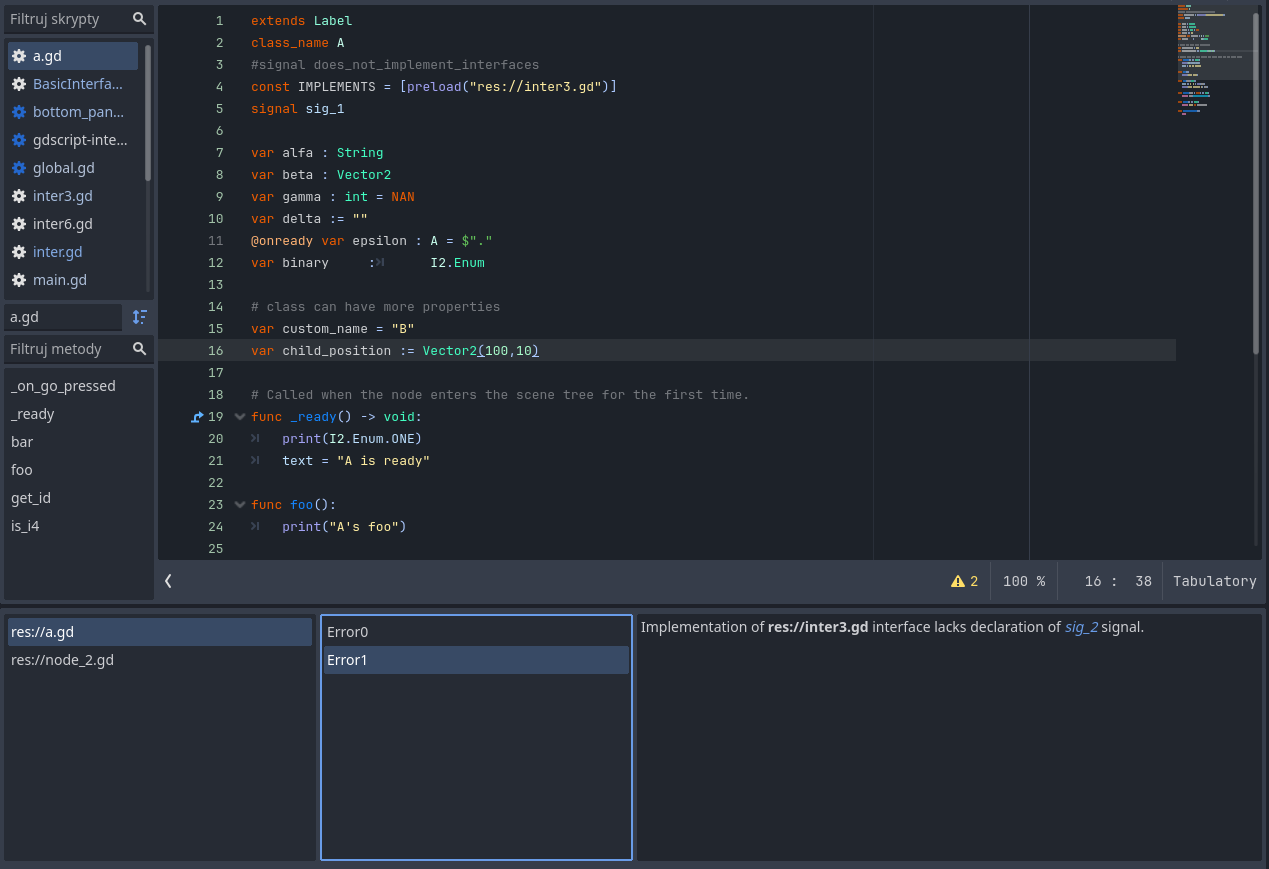 Filtruj skrypty
a.gd
BasicInterfa...
bottom_pan...
gdscript-inte...
global.gd
inter3.gd
inter6.gd
inter.gd
main.gd
a.gd
Filtruj metody
_on_go_pressed
_ready
bar
foo
get_id
is_i4
1 extends Label
2 class_name A
3 #signal does_not_implement_interfaces
4 const IMPLEMENTS = [preload("res://inter3.gd")]
5 signal sig_1
6
7 var alfa : String
8 var beta : Vector2
9 var gamma : int = NAN
10 var delta := ""
11 @onready var epsilon : A = $"."
12 var binary : I2.Enum
13
14 # class can have more properties
15 var custom_name = "B"
16 var child_position := Vector2(100,10)
17
18 # Called when the node enters the scene tree for the first time.
19 func _ready() -> void:
20 print(I2.Enum.ONE)
21 text = "A is ready"
22
23 func foo():
24 print("A's foo")
25
2 100 % 16 : 38 Tabulatory
res://a.gd
res://node_2.gd
Error0
Error1
Implementation of res://inter3.gd interface lacks declaration of sig_2 signal.